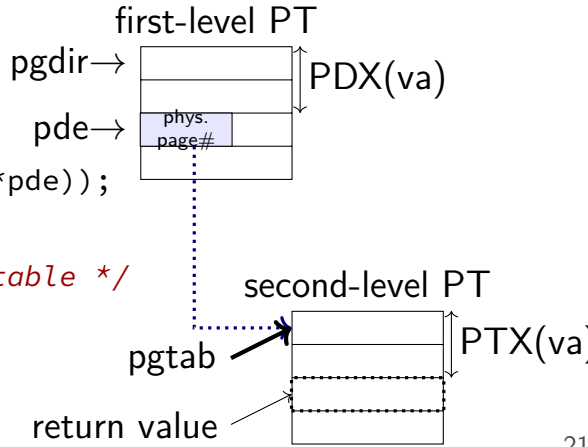 first-level PT
pgdir→
PDX(va)
pde→
phys.
page#
*pde));
table */
second-level PT
pgtab
PTX(va)
return value
21